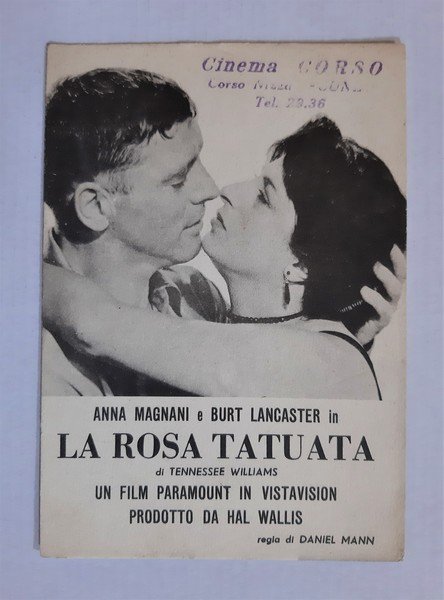 Cinema CORSO
Corso
Tel. 29.36
ANNA MAGNANI e BURT LANCASTER in
LA ROSA TATUATA
di TENNESSEE WILLIAMS
UN FILM PARAMOUNT IN VISTAVISION
PRODOTTO DA HAL WALLIS
regia di DANIEL MANN